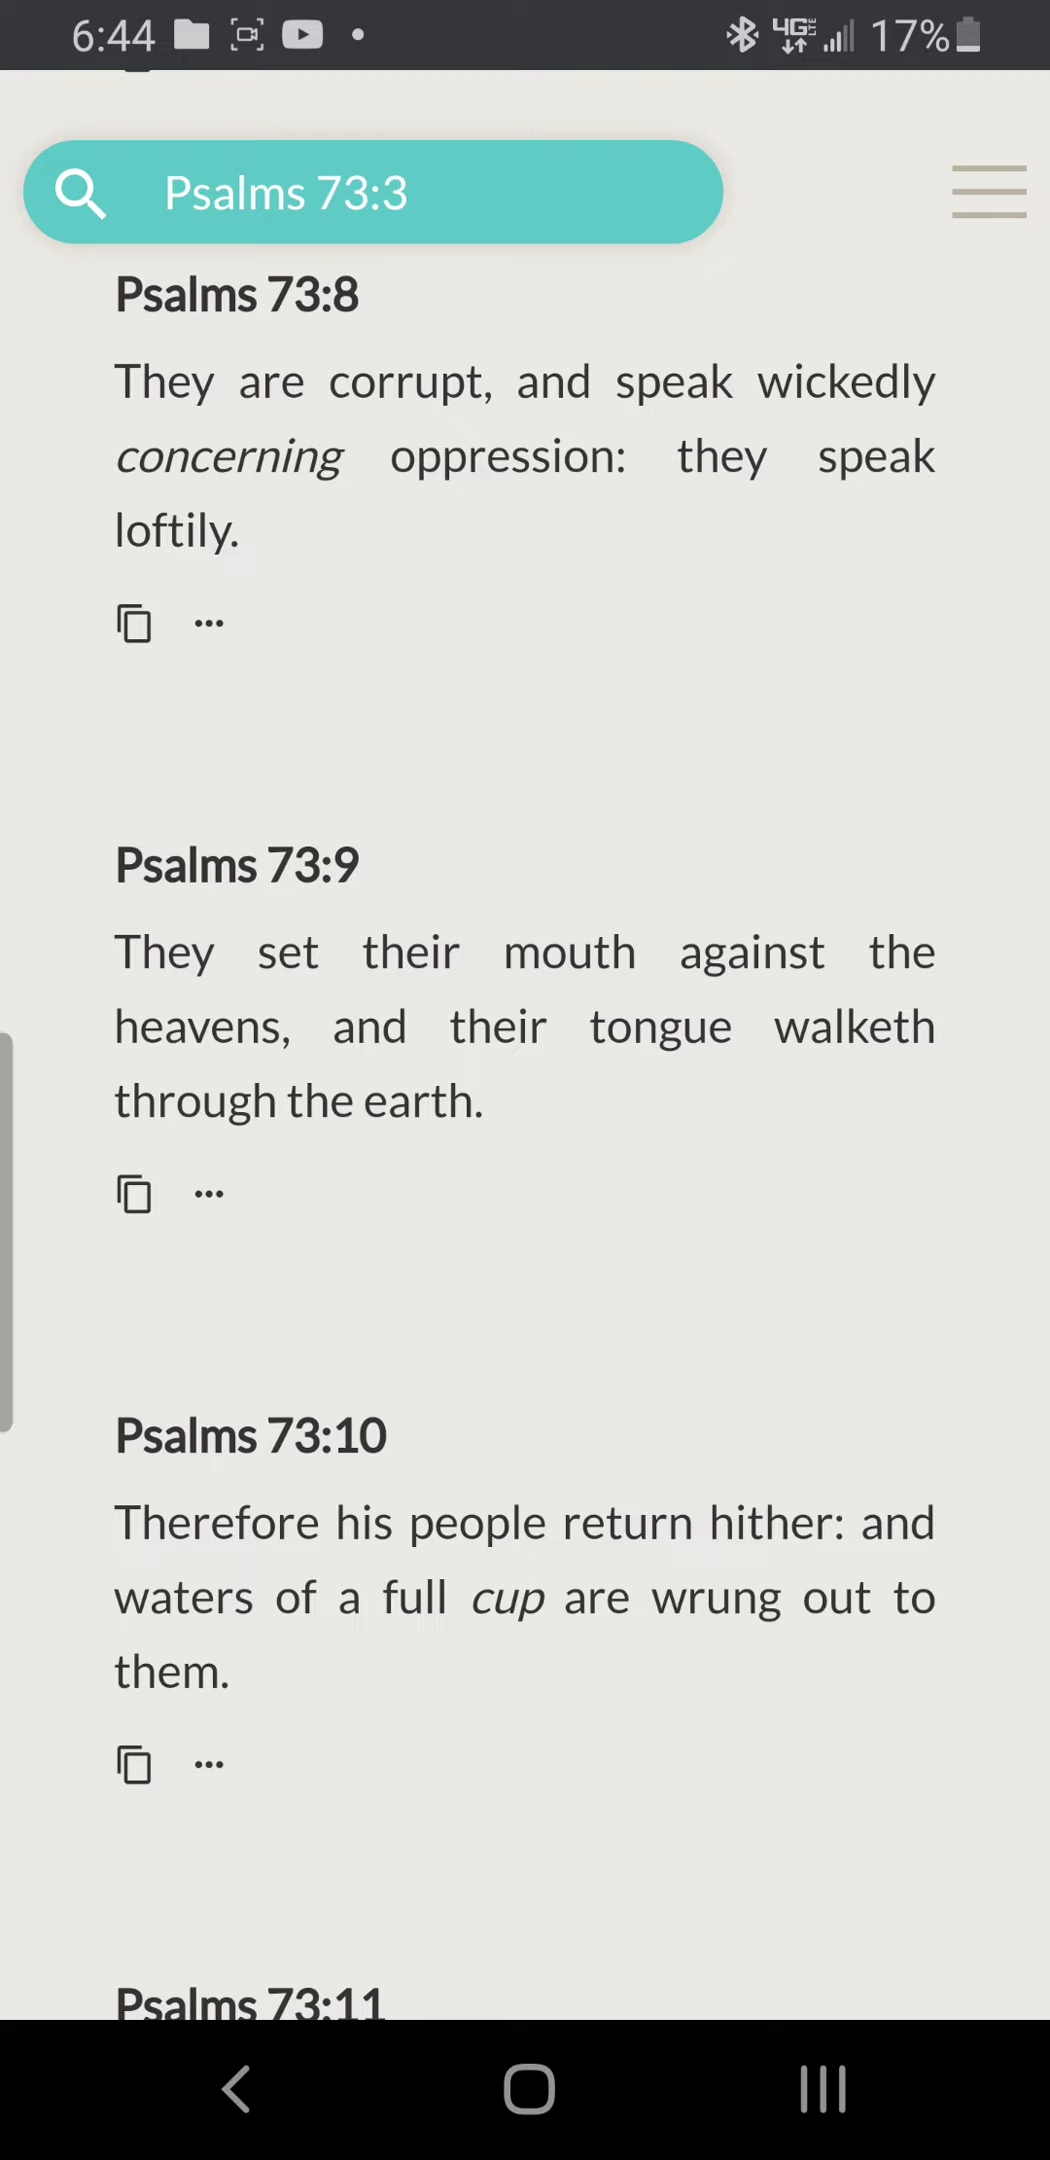 6:44 4G LTE 17%
Psalms 73:3
Psalms 73:8
They are corrupt, and speak wickedly
concerning oppression: they speak
loftily.
Psalms 73:9
They set their mouth against the
heavens, and their tongue walketh
through the earth.
Psalms 73:10
Therefore his people return hither: and
waters of a full cup are wrung out to
them.
Psalms 73:11